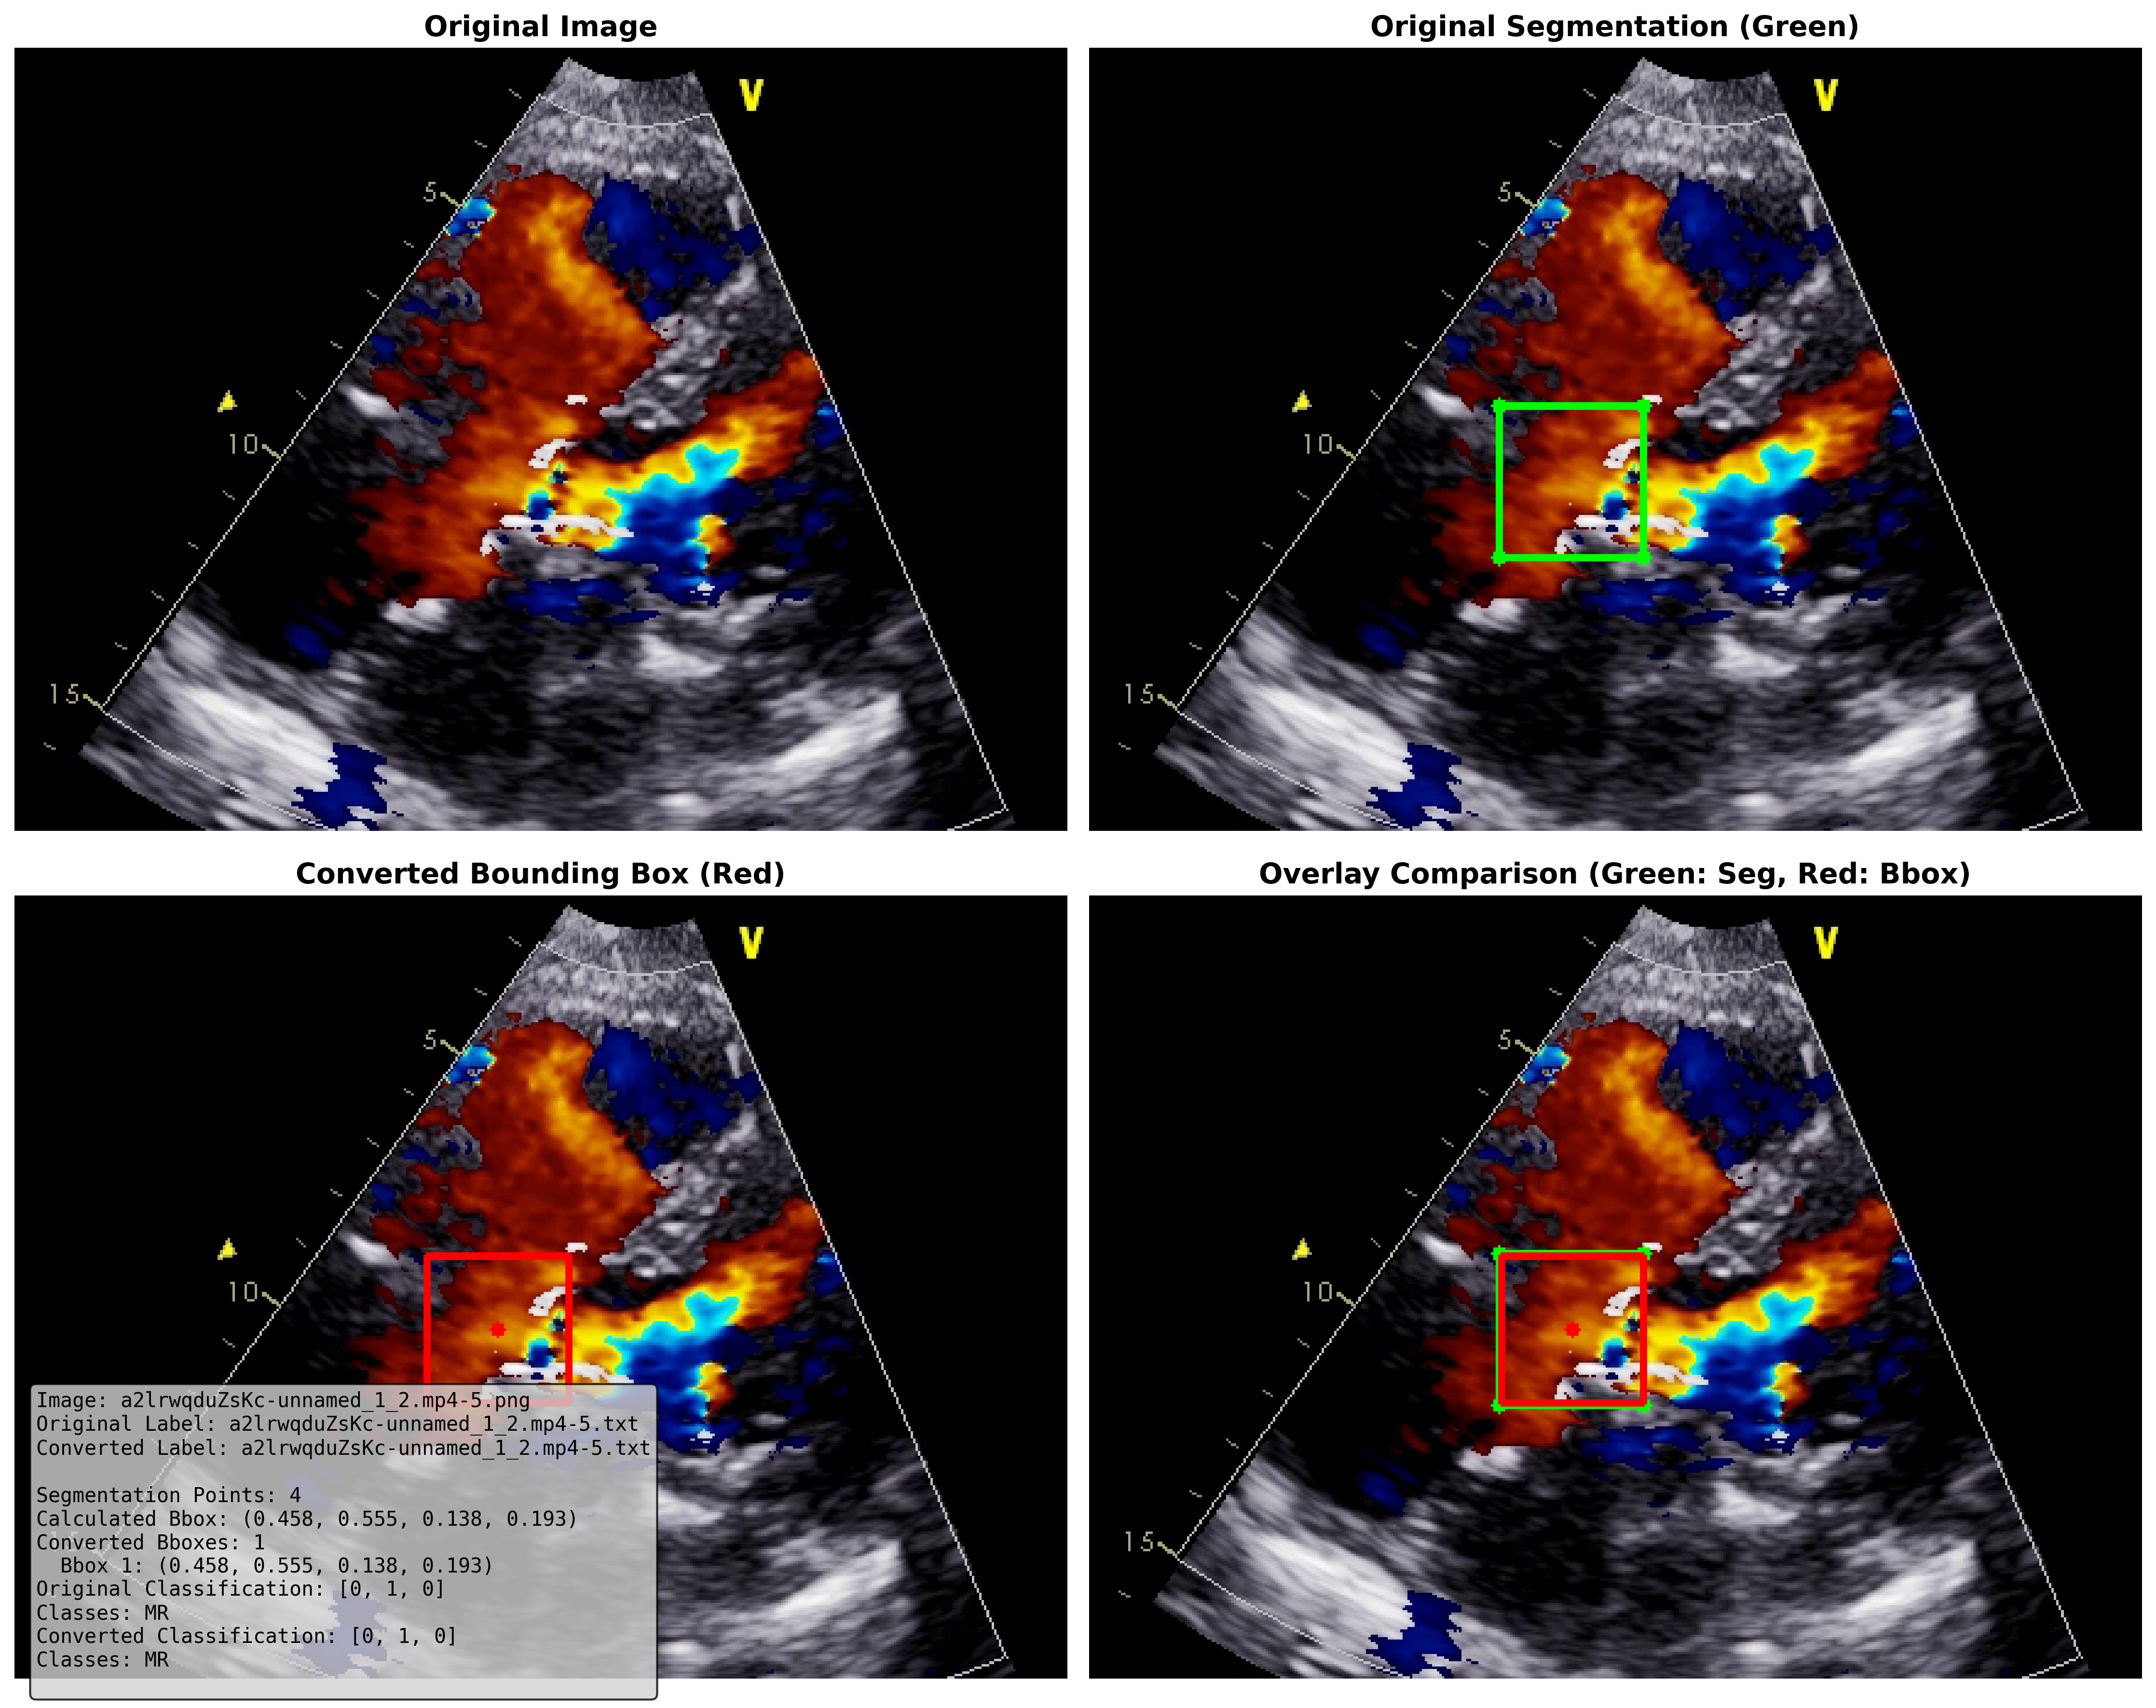 Original Image
Original Segmentation (Green)
V
5
10
15
V
5
10
15
Converted Bounding Box (Red)
Overlay Comparison (Green: Seg, Red: Bbox)
V
5
10
V
5
10
15
Image: a2lrwqduZsKc-unnamed_1_2.mp4-5.png
Original Label: a2lrwqduZsKc-unnamed_1_2.mp4-5.txt
Converted Label: a2lrwqduZsKc-unnamed_1_2.mp4-5.txt
Segmentation Points: 4
Calculated Bbox: (0.458, 0.555, 0.138, 0.193)
Converted Bboxes: 1
Bbox 1: (0.458, 0.555, 0.138, 0.193)
Original Classification: [0, 1, 0]
Classes: MR
Converted Classification: [0, 1, 0]
Classes: MR